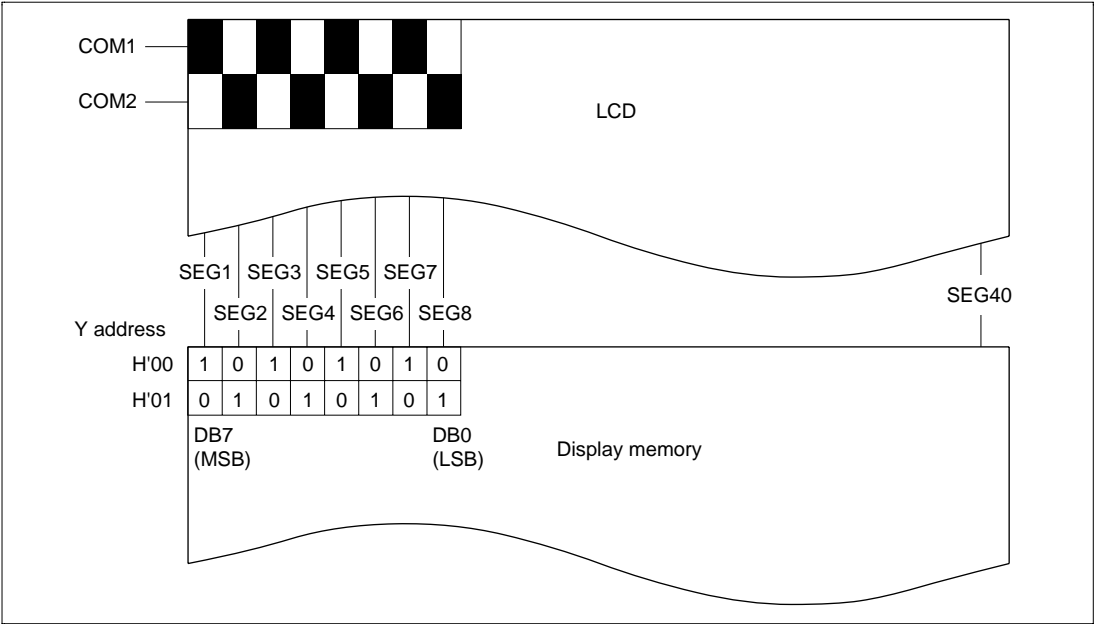 COM1
COM2
LCD
SEG1 SEG3 SEG5 SEG7
SEG40
SEG2 SEG4 SEG6 SEG8
Y address
H'00 1 0 1 0 1 0 1 0
H'01 0 1 0 1 0 1 0 1
DB7 DB0
Display memory
(MSB) (LSB)